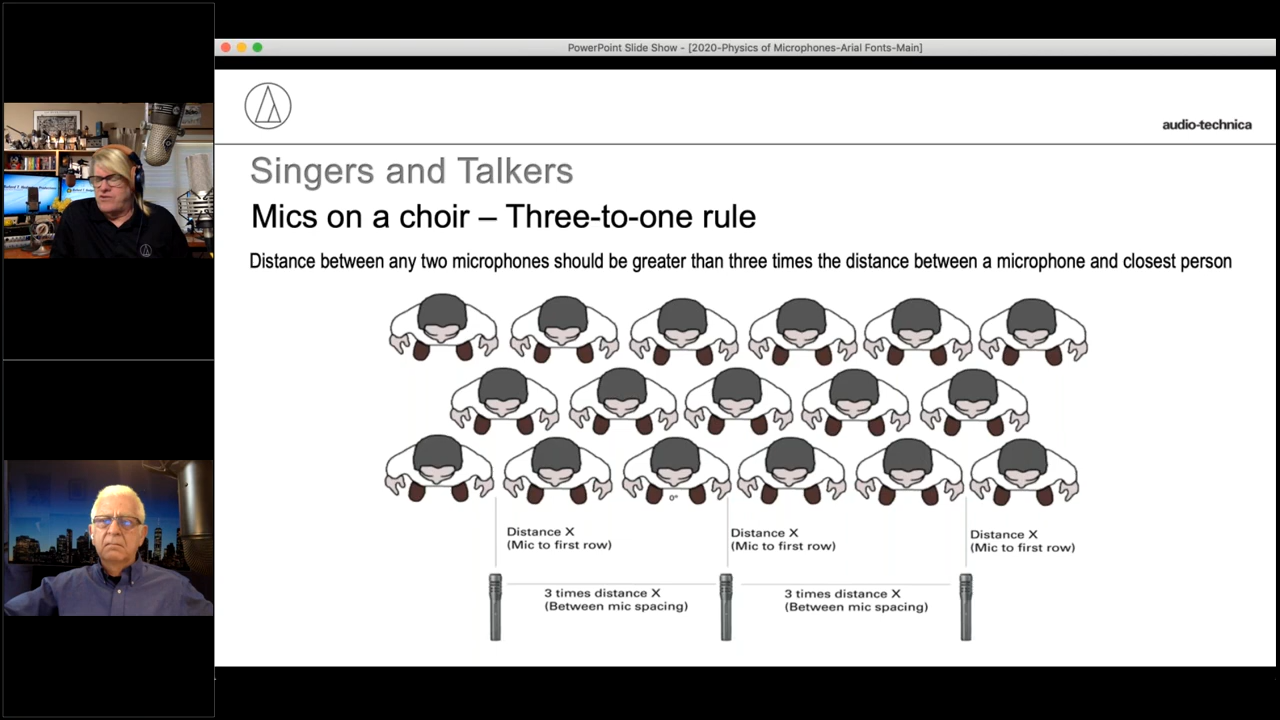 PowerPoint Slide Show - [2020-Physics of Microphones-Arial Fonts-Main]
audio-technica
Singers and Talkers
Mics on a choir – Three-to-one rule
Distance between any two microphones should be greater than three times the distance between a microphone and closest person
0°
Distance X
(Mic to first row)
Distance X
(Mic to first row)
Distance X
(Mic to first row)
3 times distance X
(Between mic spacing)
3 times distance X
(Between mic spacing)